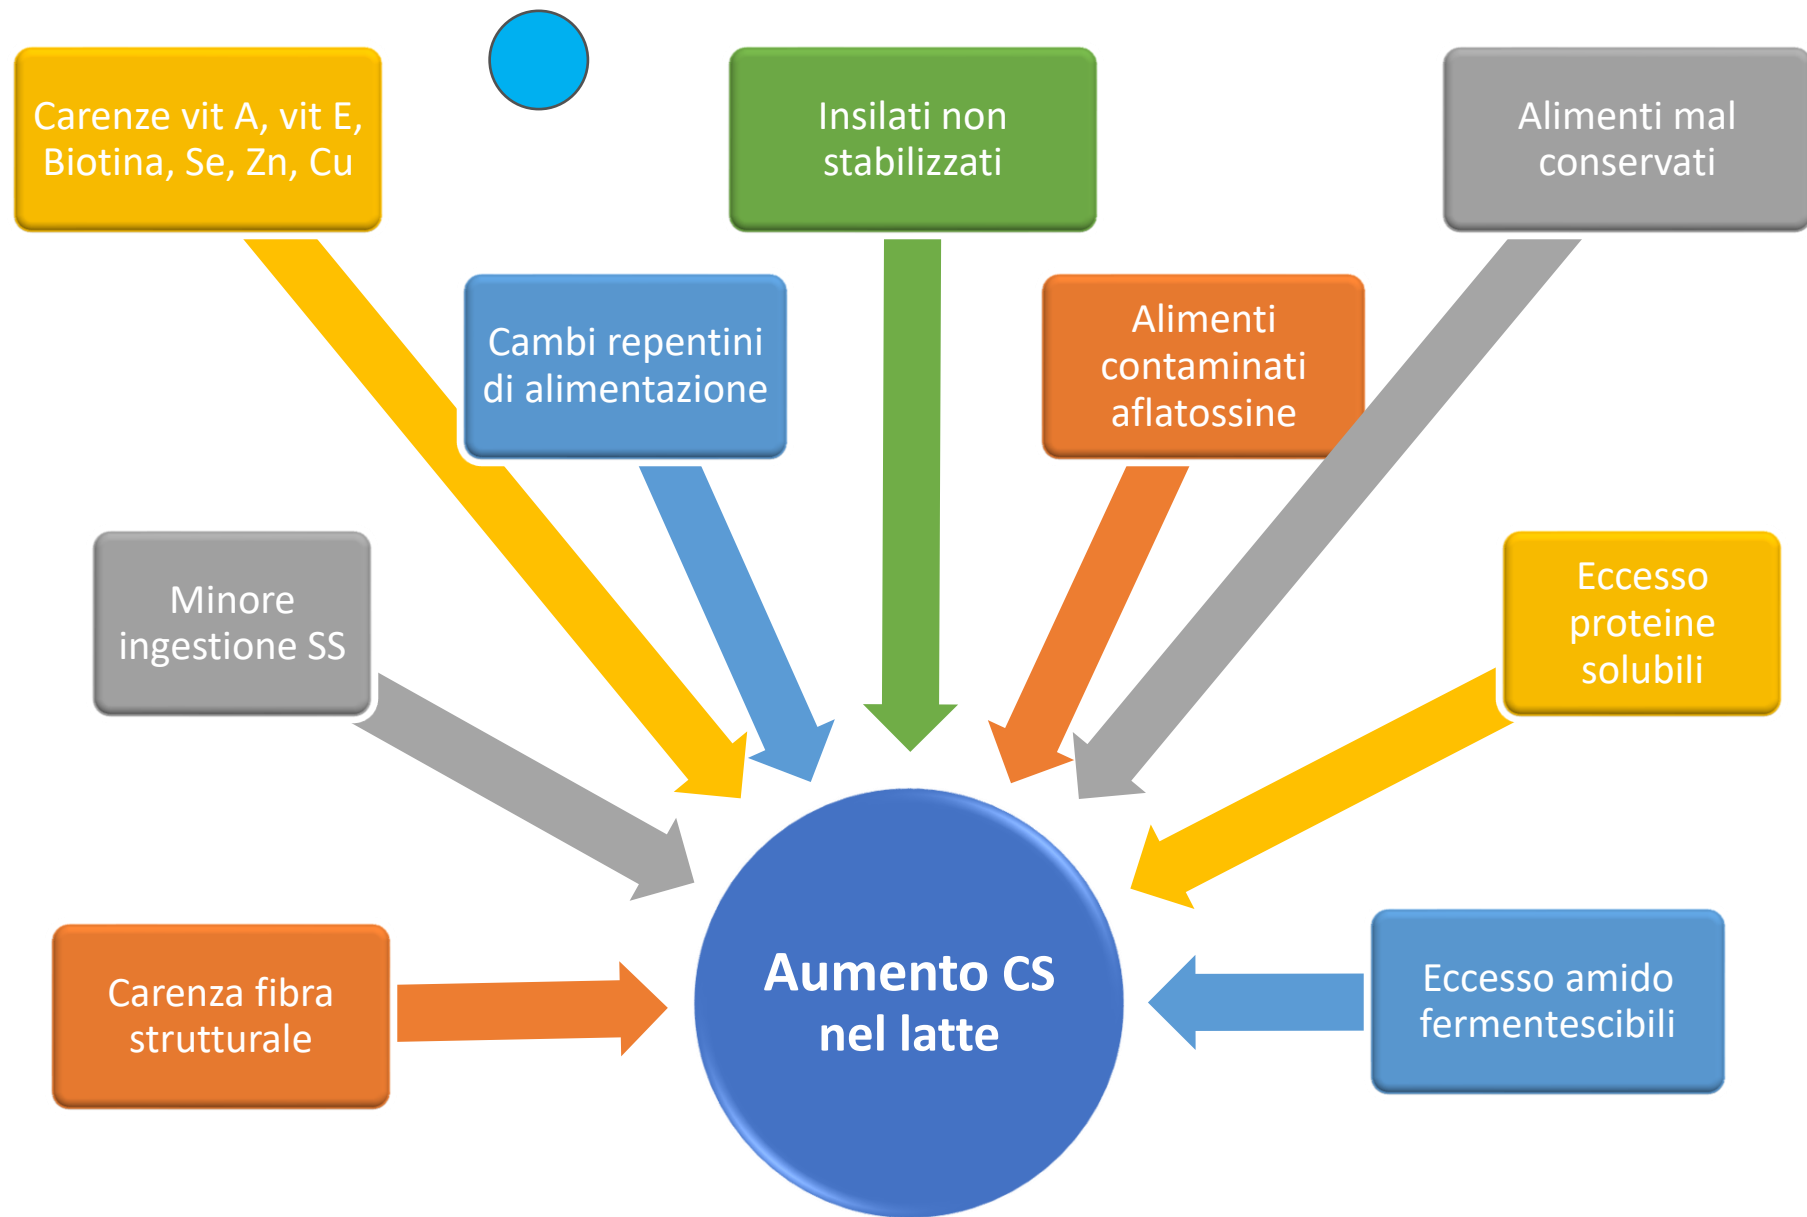 Carenze vit A, vit E,
Biotina, Se, Zn, Cu
Insilati non
stabilizzati
Alimenti mal
conservati
Cambi repentini
di alimentazione
Alimenti
contaminati
aflatossine
Minore
ingestione SS
Eccesso
proteine
solubili
Carenza fibra
strutturale
Aumento CS
nel latte
Eccesso amido
fermentescibili